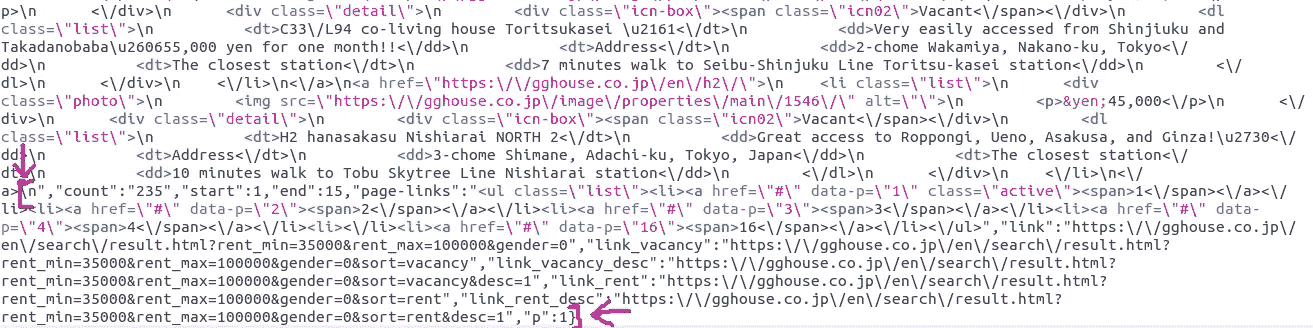 p>\n      <\/div>\n      <div class=\"detail\">\n         <div class=\"icn-box\"><span class=\"icn02\">Vacant<\/span><\/div>\n         <dl
class=\"list\">\n            <dt>C33\/L94 co-living house Toritsukasei \u2161<\/dt>\n            <dd>Very easily accessed from Shinjiuku and
Takadanobaba\u260655,000 yen for one month!!<\/dd>\n            <dt>Address<\/dt>\n            <dd>2-chome Wakamiya, Nakano-ku, Tokyo<\/
dd>\n            <dt>The closest station<\/dt>\n            <dd>7 minutes walk to Seibu-Shinjuku Line Toritsu-kasei station<\/dd>\n         <\/
dl>\n      <\/div>\n   <\/li>\n<\/a>\n<a href=\"https:\/\/gghouse.co.jp\/en\/h2\/\">\n   <li class=\"list\">\n      <div
class=\"photo\">\n         <img src=\"https:\/\/gghouse.co.jp\/image\/properties\/main\/1546\/\" alt=\"\">\n         <p>&yen;45,000<\/p>\n      <\/
div>\n      <div class=\"detail\">\n         <div class=\"icn-box\"><span class=\"icn02\">Vacant<\/span><\/div>\n         <dl
class=\"list\">\n            <dt>H2 hanasakasu Nishiarai NORTH 2<\/dt>\n            <dd>Great access to Roppongi, Ueno, Asakusa, and Ginza!\u2730<\/
dd>\n            <dt>Address<\/dt>\n            <dd>3-chome Shimane, Adachi-ku, Tokyo, Japan<\/dd>\n            <dt>The closest station<\/
dt>\n            <dd>10 minutes walk to Tobu Skytree Line Nishiarai station<\/dd>\n         <\/dl>\n      <\/div>\n   <\/li>\n<\/
a>\n","count":"235","start":1,"end":15,"page-links":"<ul class=\"list\"><li><a href=\"#\" data-p=\"1\" class=\"active\"><span>1<\/span><\/a><\/
li><li><a href=\"#\" data-p=\"2\"><span>2<\/span><\/a><\/li><li><a href=\"#\" data-p=\"3\"><span>3<\/span><\/a><\/li><li><a href=\"#\" data-
p=\"4\"><span>4<\/span><\/a><\/li><li><\/li><li><a href=\"#\" data-p=\"16\"><span>16<\/span><\/a><\/li><\/ul>","link":"https:\/\/gghouse.co.jp\/
en\/search\/result.html?rent_min=35000&rent_max=100000&gender=0","link_vacancy":"https:\/\/gghouse.co.jp\/en\/search\/result.html?
rent_min=35000&rent_max=100000&gender=0&sort=vacancy","link_vacancy_desc":"https:\/\/gghouse.co.jp\/en\/search\/result.html?
rent_min=35000&rent_max=100000&gender=0&sort=vacancy&desc=1","link_rent":"https:\/\/gghouse.co.jp\/en\/search\/result.html?
rent_min=35000&rent_max=100000&gender=0&sort=rent","link_rent_desc":"https:\/\/gghouse.co.jp\/en\/search\/result.html?
rent_min=35000&rent_max=100000&gender=0&sort=rent&desc=1","p":1}